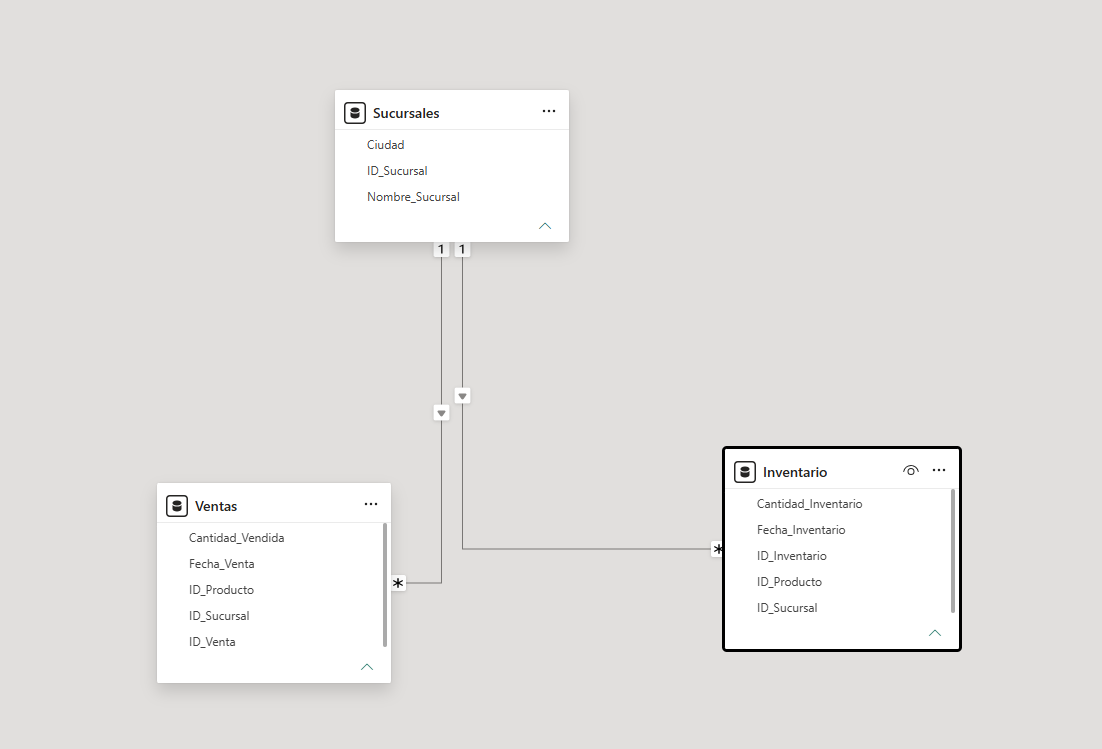 Sucursales
Ciudad
ID_Sucursal
Nombre_Sucursal
1 1
Ventas
Cantidad_Vendida
Fecha_Venta
ID_Producto
ID_Sucursal
ID_Venta
*
Inventario
Cantidad_Inventario
Fecha_Inventario
ID_Inventario
ID_Producto
ID_Sucursal
*